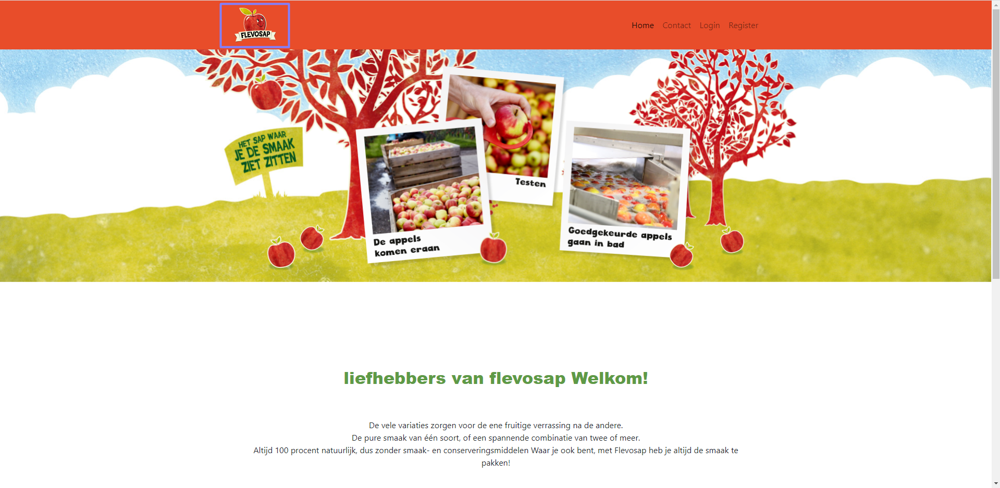 FLEVOSAP
Home Contact Login Register
HET SAP WAAR
JE DE SMAAK
ZIET ZITTEN
Testen
De appels
komen eraan
Goedgekeurde appels
gaan in bad
liefhebbers van flevosap Welkom!
De vele variaties zorgen voor de ene fruitige verrassing na de andere.
De pure smaak van één soort, of een spannende combinatie van twee of meer.
Altijd 100 procent natuurlijk, dus zonder smaak- en conserveringsmiddelen Waar je ook bent, met Flevosap heb je altijd de smaak te
pakken!